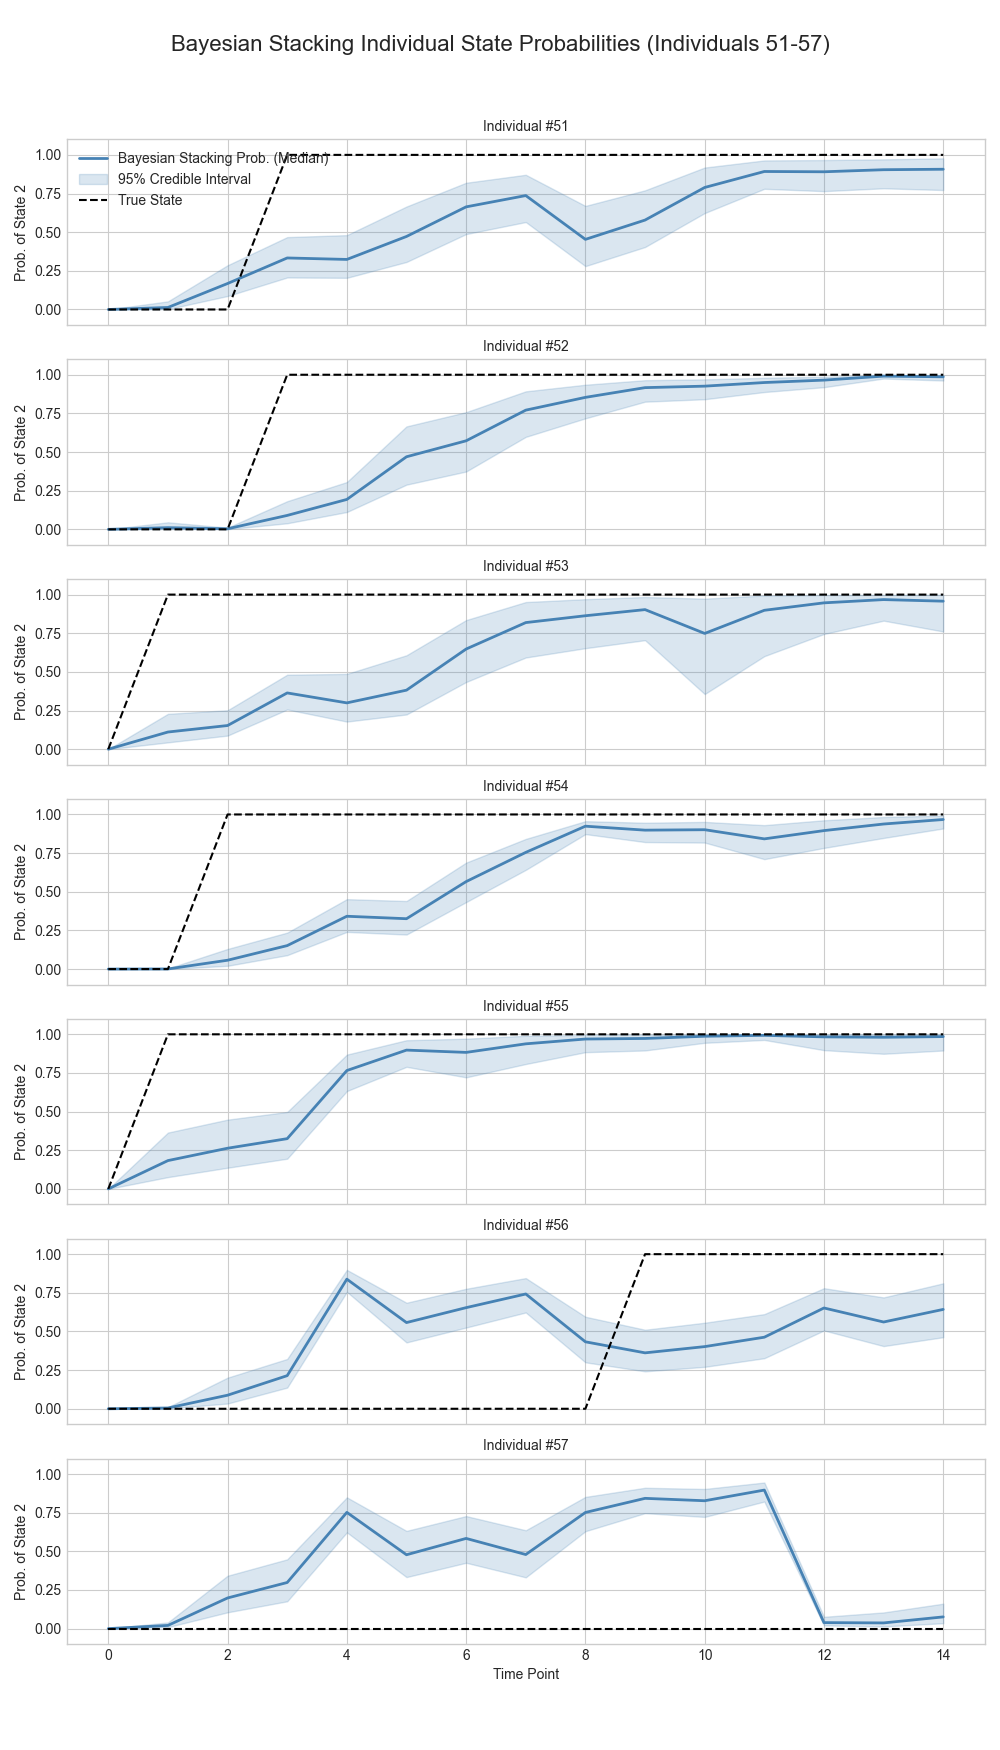 Bayesian Stacking Individual State Probabilities (Individuals 51-57)
Individual #51
Bayesian Stacking Prob. (Median)
95% Credible Interval
True State
1.00
0.75
0.50
0.25
0.00
Prob. of State 2
Individual #52
1.00
0.75
0.50
0.25
0.00
Prob. of State 2
Individual #53
1.00
0.75
0.50
0.25
0.00
Prob. of State 2
Individual #54
1.00
0.75
0.50
0.25
0.00
Prob. of State 2
Individual #55
1.00
0.75
0.50
0.25
0.00
Prob. of State 2
Individual #56
1.00
0.75
0.50
0.25
0.00
Prob. of State 2
Individual #57
1.00
0.75
0.50
0.25
0.00
Prob. of State 2
0 2 4 6 8 10 12 14
Time Point